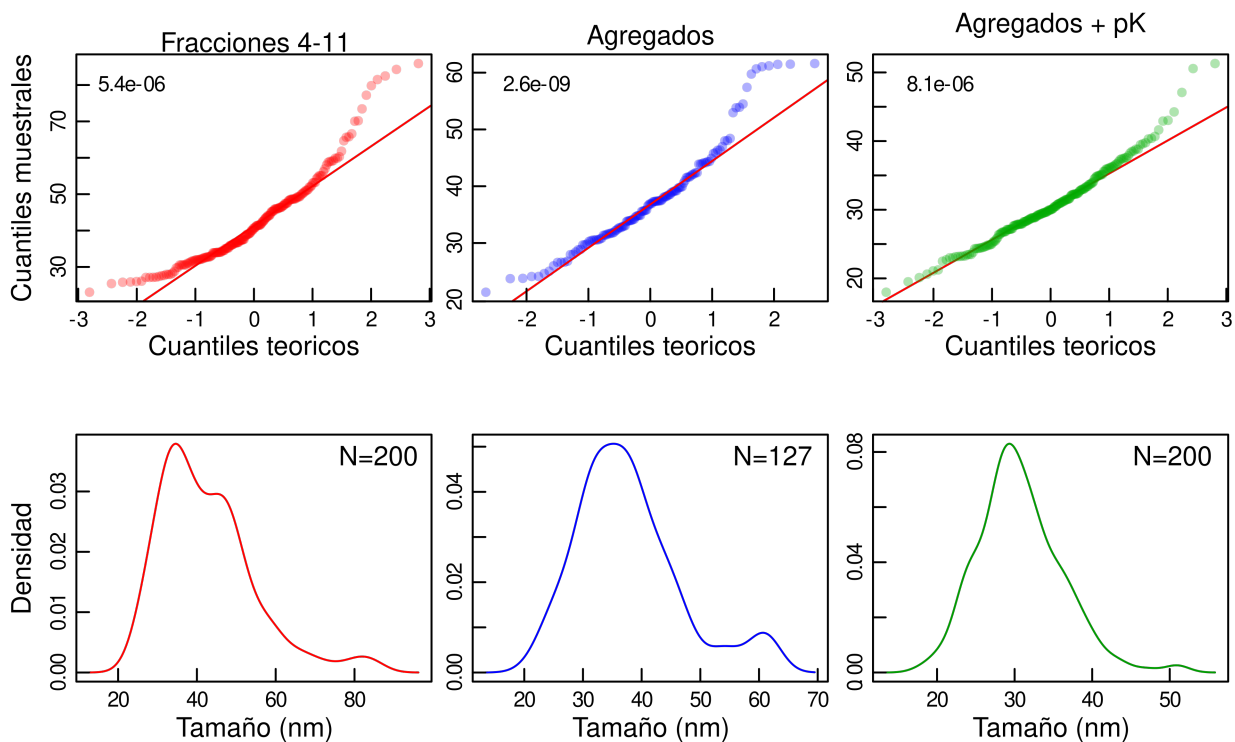 Fracciones 4-11
Agregados
Agregados + pK
Cuantiles muestrales
5.4e-06
2.6e-09
8.1e-06
30
50
70
20
30
40
50
60
20
30
40
50
-3 -2 -1 0 1 2 3
-2 -1 0 1 2
-3 -2 -1 0 1 2 3
Cuantiles teoricos
Cuantiles teoricos
Cuantiles teoricos
Densidad
N=200
N=127
N=200
0.00
0.01
0.02
0.03
0.00
0.02
0.04
0.00
0.04
0.08
20 40 60 80
20 30 40 50 60 70
20 30 40 50
Tamaño (nm)
Tamaño (nm)
Tamaño (nm)